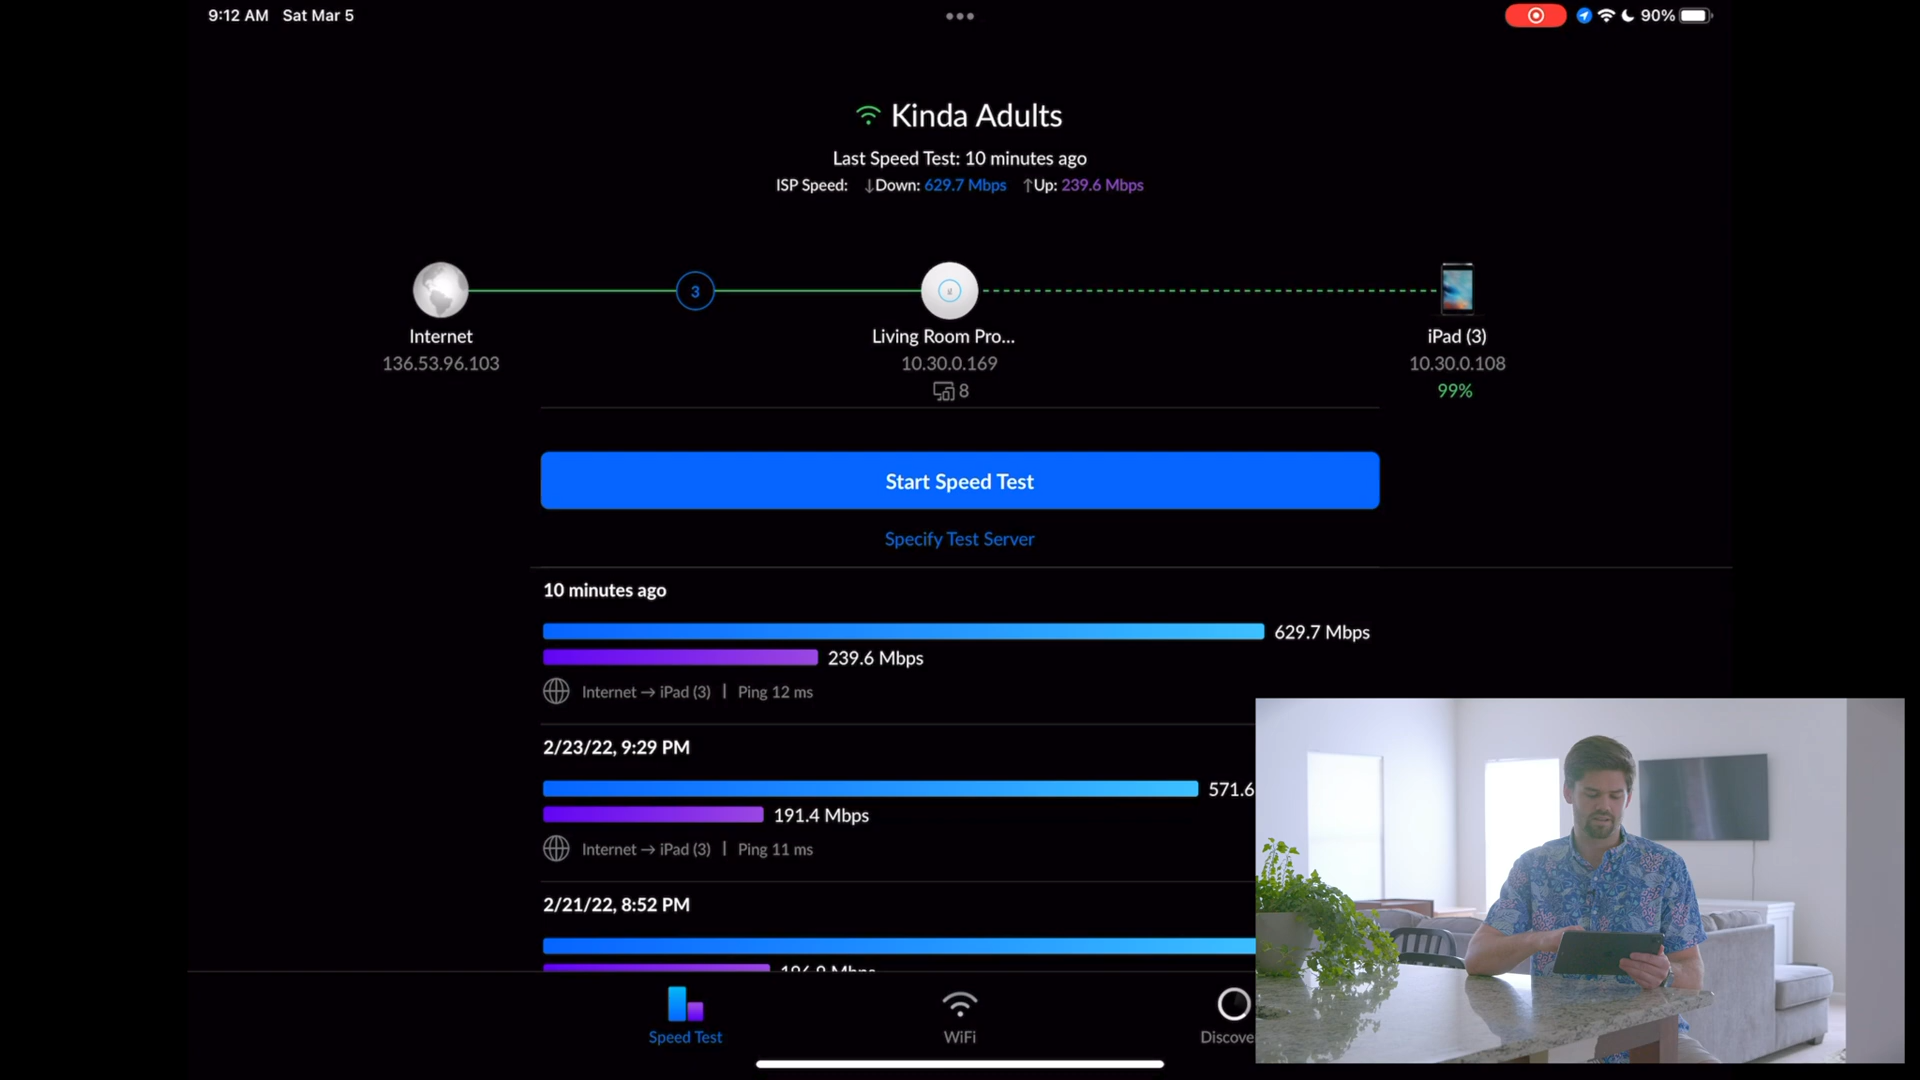 9:12 AM Sat Mar 5
90%
Kinda Adults
Last Speed Test: 10 minutes ago
ISP Speed: ↓Down: 629.7 Mbps ↑Up: 239.6 Mbps
3
Internet
136.53.96.103
Living Room Pro...
10.30.0.169
8
iPad (3)
10.30.0.108
99%
Start Speed Test
Specify Test Server
10 minutes ago
629.7 Mbps
239.6 Mbps
Internet → iPad (3) | Ping 12 ms
2/23/22, 9:29 PM
571.6
191.4 Mbps
Internet → iPad (3) | Ping 11 ms
2/21/22, 8:52 PM
Speed Test
WiFi
Discove